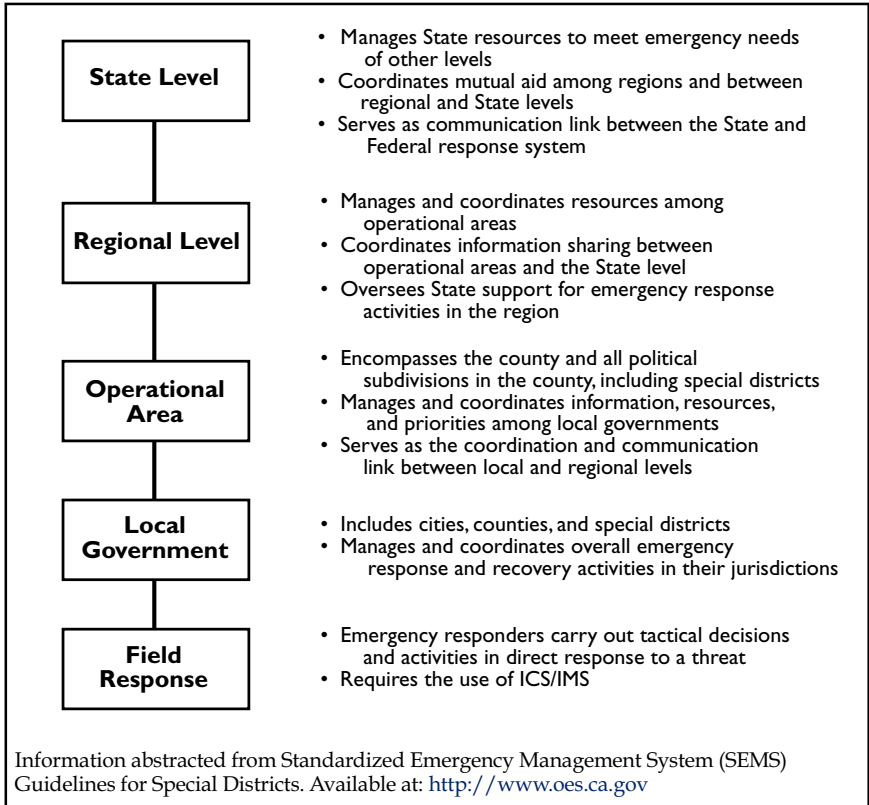 State Level
• Manages State resources to meet emergency needs
of other levels
• Coordinates mutual aid among regions and between
regional and State levels
• Serves as communication link between the State and
Federal response system
Regional Level
• Manages and coordinates resources among
operational areas
• Coordinates information sharing between
operational areas and the State level
• Oversees State support for emergency response
activities in the region
Operational
Area
• Encompasses the county and all political
subdivisions in the county, including special districts
• Manages and coordinates information, resources,
and priorities among local governments
• Serves as the coordination and communication
link between local and regional levels
Local
Government
• Includes cities, counties, and special districts
• Manages and coordinates overall emergency
response and recovery activities in their jurisdictions
Field
Response
• Emergency responders carry out tactical decisions
and activities in direct response to a threat
• Requires the use of ICS/IMS
Information abstracted from Standardized Emergency Management System (SEMS)
Guidelines for Special Districts. Available at: http://www.oes.ca.gov